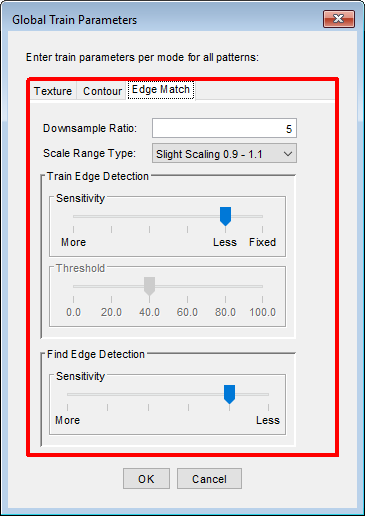 Global Train Parameters
Enter train parameters per mode for all patterns:
Texture Contour Edge Match
Downsample Ratio: 5
Scale Range Type: Slight Scaling 0.9 - 1.1
Train Edge Detection
Sensitivity
More Less Fixed
Threshold
0.0 20.0 40.0 60.0 80.0 100.0
Find Edge Detection
Sensitivity
More Less
OK Cancel